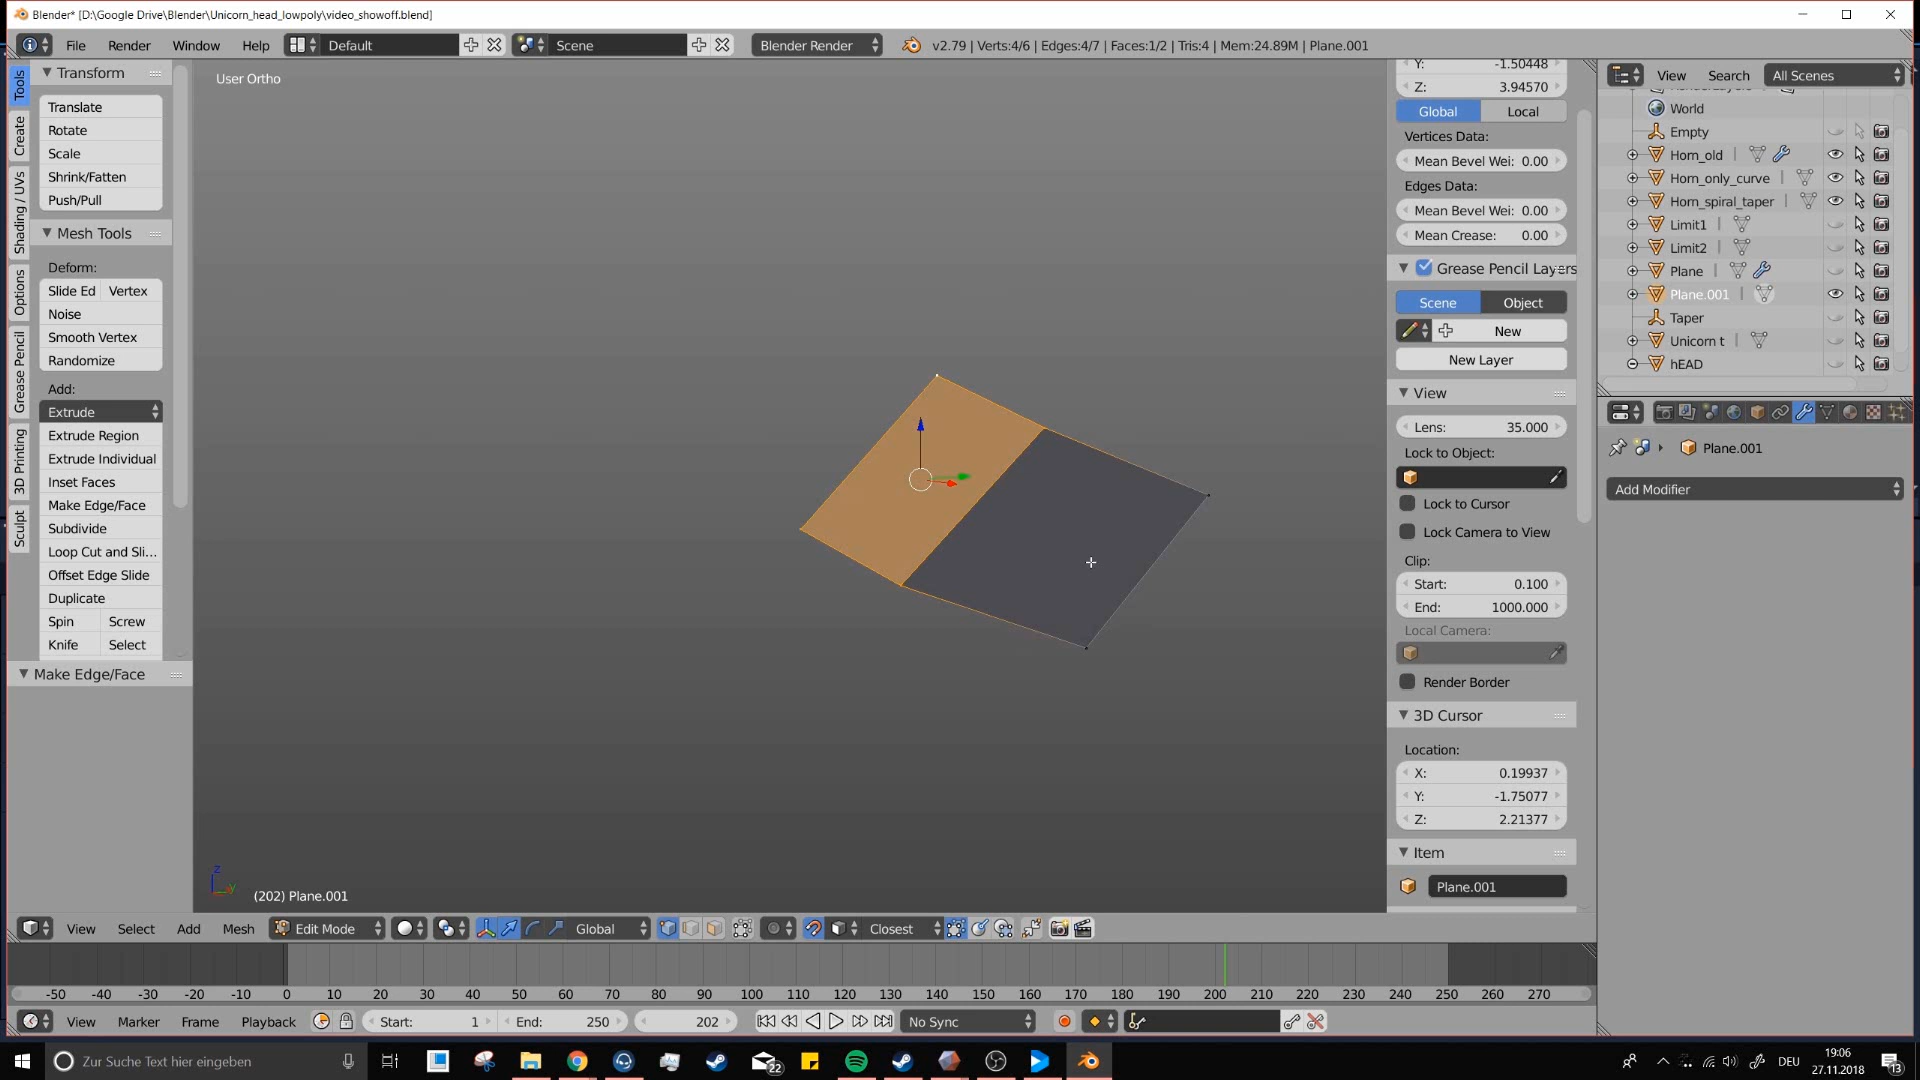 Blender* [D:\Google Drive\Blender\Unicorn_head_lowpoly\video_showoff.blend]
File Render Window Help Default Scene Blender Render v2.79 | Verts:4/6 | Edges:4/7 | Faces:1/2 | Tris:4 | Mem:24.89M | Plane.001
Tools
Create
Shading / UVs
Options
Grease Pencil
3D Printing
Sculpt
Transform
Translate
Rotate
Scale
Shrink/Fatten
Push/Pull
Mesh Tools
Deform:
Slide Ed Vertex
Noise
Smooth Vertex
Randomize
Add:
Extrude
Extrude Region
Extrude Individual
Inset Faces
Make Edge/Face
Subdivide
Loop Cut and Sli...
Offset Edge Slide
Duplicate
Spin Screw
Knife Select
Make Edge/Face
User Ortho
z
y
(202) Plane.001
Y: -1.50448
Z: 3.94570
Global Local
Vertices Data:
Mean Bevel Wei: 0.00
Edges Data:
Mean Bevel Wei: 0.00
Mean Crease: 0.00
Grease Pencil Layers
Scene Object
New
New Layer
View
Lens: 35.000
Lock to Object:
Lock to Cursor
Lock Camera to View
Clip:
Start: 0.100
End: 1000.000
Local Camera:
Render Border
3D Cursor
Location:
X: 0.19937
Y: -1.75077
Z: 2.21377
Item
Plane.001
View Search All Scenes
World
Empty
Horn_old
Horn_only_curve
Horn_spiral_taper
Limit1
Limit2
Plane
Plane.001
Taper
Unicorn t
hEAD
Plane.001
Add Modifier
View Select Add Mesh Edit Mode Global Closest
-50 -40 -30 -20 -10 0 10 20 30 40 50 60 70 80 90 100 110 120 130 140 150 160 170 180 190 200 210 220 230 240 250 260 270
View Marker Frame Playback Start: 1 End: 250 202 No Sync
Zur Suche Text hier eingeben 22 DEU 19:06
27.11.2018 13